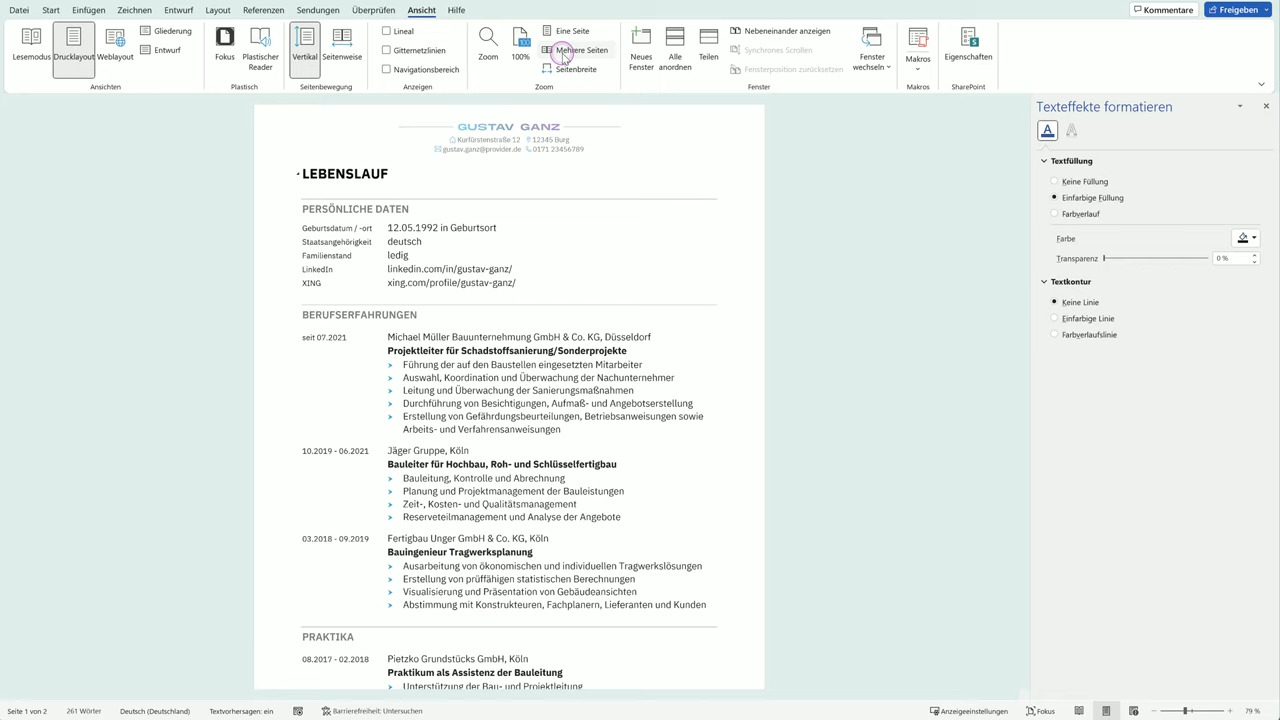 Datei Start Einfügen Zeichnen Entwurf Layout Referenzen Sendungen Überprüfen Ansicht Hilfe Kommentare Freigeben
Lesemodus Drucklayout Weblayout Gliederung Entwurf
Ansichten
Fokus Plastischer Reader
Plastisch
Vertikal Seitenweise
Seitenbewegung
Lineal
Gitternetzlinien
Navigationsbereich
Anzeigen
Zoom 100% Eine Seite
Mehrere Seiten
Seitenbreite
Zoom
Neues Fenster Alle anordnen Teilen
Nebeneinander anzeigen
Synchrones Scrollen
Fensterposition zurücksetzen
Fenster wechseln
Fenster
Makros
Makros
Eigenschaften
SharePoint
GUSTAV GANZ
Kurfürstenstraße 12 12345 Burg
gustav.ganz@provider.de 0171 23456789
LEBENSLAUF
PERSÖNLICHE DATEN
Geburtsdatum / -ort 12.05.1992 in Geburtsort
Staatsangehörigkeit deutsch
Familienstand ledig
LinkedIn linkedin.com/in/gustav-ganz/
XING xing.com/profile/gustav-ganz/
BERUFSERFAHRUNGEN
seit 07.2021 Michael Müller Bauunternehmung GmbH & Co. KG, Düsseldorf
Projektleiter für Schadstoffsanierung/Sonderprojekte
Führung der auf den Baustellen eingesetzten Mitarbeiter
Auswahl, Koordination und Überwachung der Nachunternehmer
Leitung und Überwachung der Sanierungsmaßnahmen
Durchführung von Besichtigungen, Aufmaß- und Angebotserstellung
Erstellung von Gefährdungsbeurteilungen, Betriebsanweisungen sowie
Arbeits- und Verfahrensanweisungen
10.2019 - 06.2021 Jäger Gruppe, Köln
Bauleiter für Hochbau, Roh- und Schlüsselfertigbau
Bauleitung, Kontrolle und Abrechnung
Planung und Projektmanagement der Bauleistungen
Zeit-, Kosten- und Qualitätsmanagement
Reserveteilmanagement und Analyse der Angebote
03.2018 - 09.2019 Fertigbau Unger GmbH & Co. KG, Köln
Bauingenieur Tragwerksplanung
Ausarbeitung von ökonomischen und individuellen Tragwerkslösungen
Erstellung von prüffähigen statistischen Berechnungen
Visualisierung und Präsentation von Gebäudeansichten
Abstimmung mit Konstrukteuren, Fachplanern, Lieferanten und Kunden
PRAKTIKA
08.2017 - 02.2018 Pietzko Grundstücks GmbH, Köln
Praktikum als Assistenz der Bauleitung
Unterstützung der Bau- und Projektleitung
Texteffekte formatieren
Textfüllung
Keine Füllung
Einfarbige Füllung
Farbverlauf
Farbe
Transparenz 0 %
Textkontur
Keine Linie
Einfarbige Linie
Farbverlaufslinie
Seite 1 von 2 261 Wörter Deutsch (Deutschland) Textvorhersagen: ein Barrierefreiheit: Untersuchen Anzeigeeinstellungen Fokus 79 %